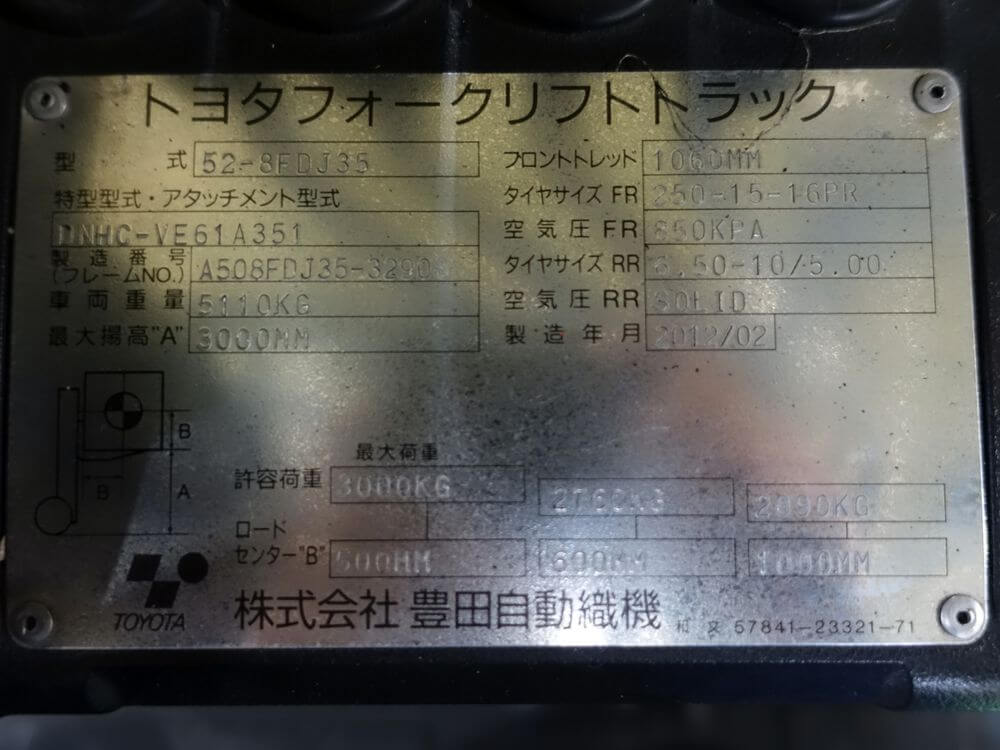 トヨタフォークリフトトラック
型式 52-8FDJ35 フロントトレッド 1060MM
特型型式・アタッチメント型式 タイヤサイズ FR 250-15-16PR
DNHC-VE61A351 空気圧 FR 850KPA
製造番号 (フレームNO.) タイヤサイズ RR 6.50-10/5.00
車両重量 5110KG 空気圧 RR SOLID
最大揚高"A" 3000MM 製造年月 2012/02
B
B A
最大荷重
許容荷重 3000KG 2090KG
ロード
センター"B" 500MM 600MM 1000MM
TOYOTA 株式会社 豊田自動織機 和文 57841-23321-71